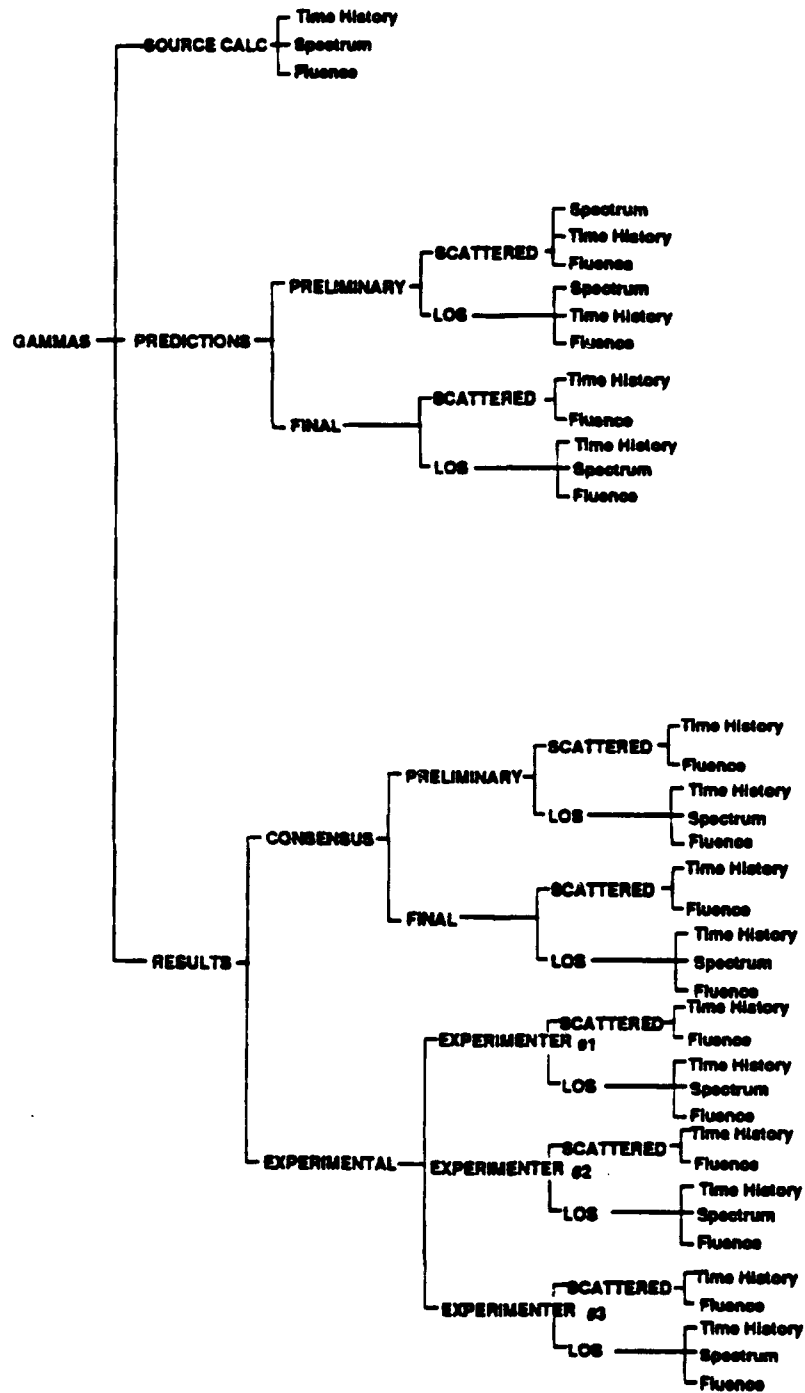 Time History
SOURCE CALC
Spectrum
Fluence
Spectrum
SCATTERED
Time History
Fluence
PRELIMINARY
Spectrum
LOS
Time History
GAMMAS
PREDICTIONS
Fluence
Time History
SCATTERED
Fluence
FINAL
Time History
LOS
Spectrum
Fluence
Time History
SCATTERED
Fluence
PRELIMINARY
Time History
LOS
Spectrum
CONSENSUS
Fluence
Time History
SCATTERED
Fluence
FINAL
Time History
RESULTS
LOS
Spectrum
Fluence
Time History
SCATTERED
EXPERIMENTER #1
Fluence
Time History
LOS
Spectrum
Fluence
Time History
SCATTERED
EXPERIMENTAL
EXPERIMENTER #2
Fluence
Time History
LOS
Spectrum
Fluence
Time History
SCATTERED
EXPERIMENTER #3
Fluence
Time History
LOS
Spectrum
Fluence